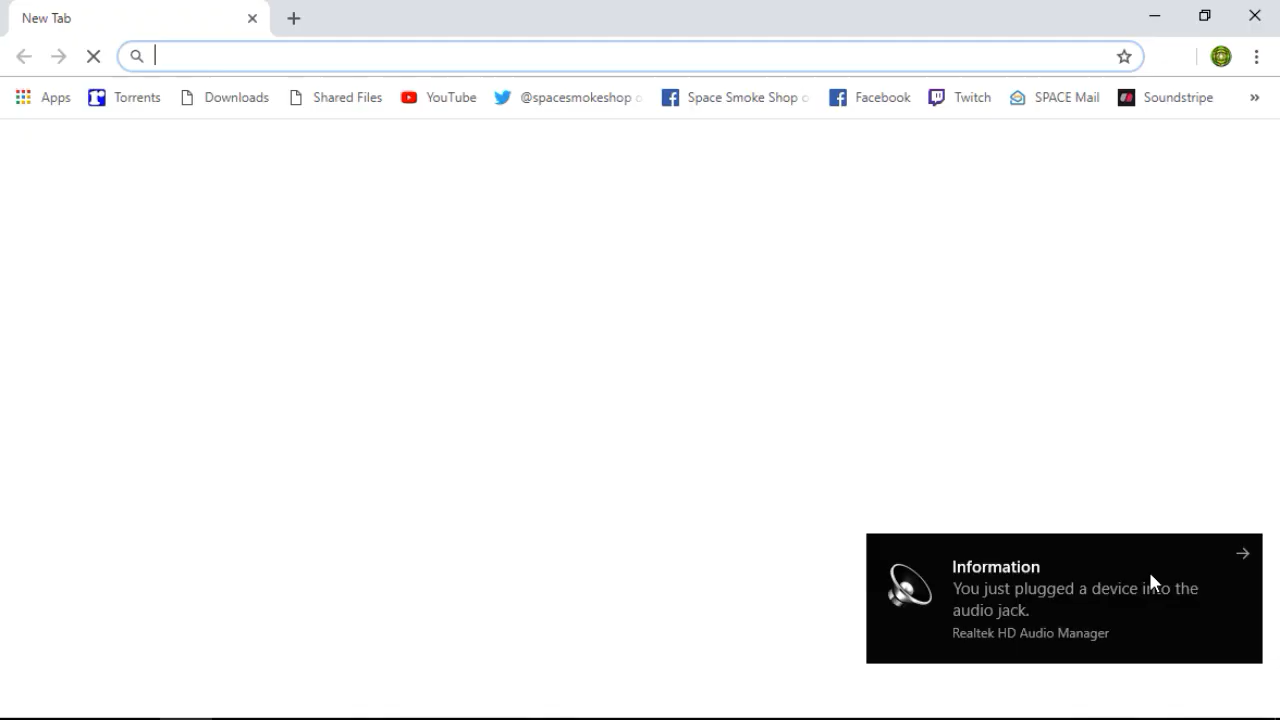 New Tab
Apps Torrents Downloads Shared Files YouTube @spacesmokeshop Space Smoke Shop Facebook Twitch SPACE Mail Soundstripe
Information
You just plugged a device into the
audio jack.
Realtek HD Audio Manager